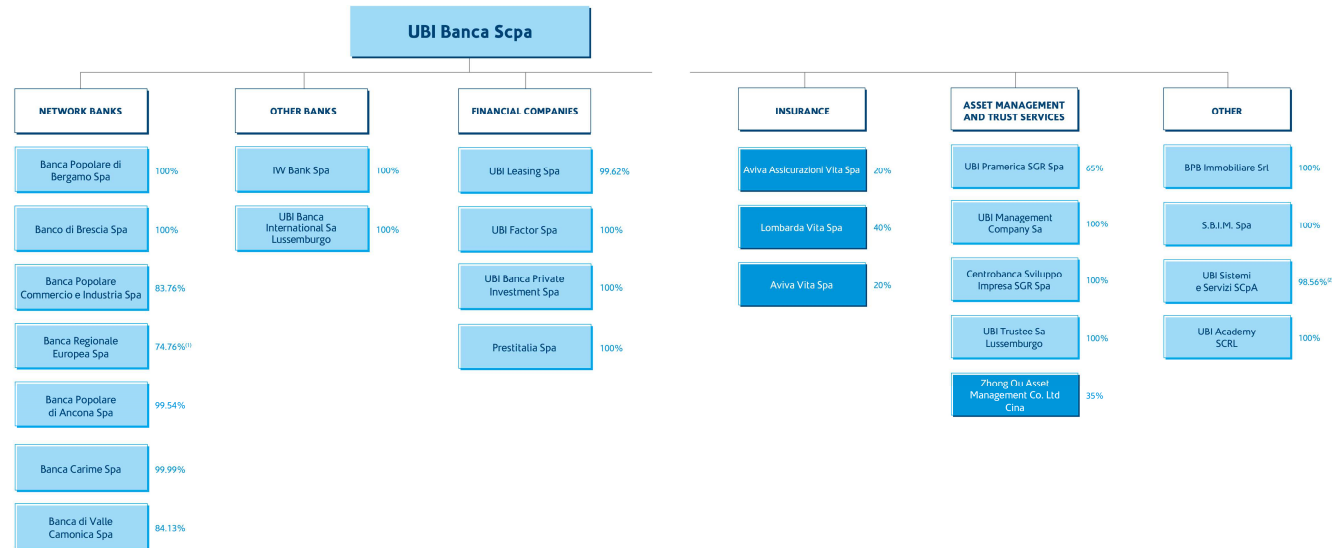 UBI Banca Scpa
NETWORK BANKS
Banca Popolare di
Bergamo Spa
100%
Banco di Brescia Spa
100%
Banca Popolare
Commercio e Industria Spa
83.76%
Banca Regionale
Europea Spa
74.76%(1)
Banca Popolare
di Ancona Spa
99.54%
Banca Carime Spa
99.99%
Banca di Valle
Camonica Spa
84.13%
OTHER BANKS
IW Bank Spa
100%
UBI Banca
International Sa
Lussemburgo
100%
FINANCIAL COMPANIES
UBI Leasing Spa
99.62%
UBI Factor Spa
100%
UBI Banca Private
Investment Spa
100%
Prestitalia Spa
100%
INSURANCE
Aviva Assicurazioni Vita Spa
20%
Lombarda Vita Spa
40%
Aviva Vita Spa
20%
ASSET MANAGEMENT
AND TRUST SERVICES
UBI Pramerica SGR Spa
65%
UBI Management
Company Sa
100%
Centrobanca Sviluppo
Impresa SGR Spa
100%
UBI Trustee Sa
Lussemburgo
100%
Zhong Ou Asset
Management Co. Ltd
Cina
35%
OTHER
BPB Immobiliare Srl
100%
S.B.I.M. Spa
100%
UBI Sistemi
e Servizi SCpA
98.56%(2
UBI Academy
SCRL
100%